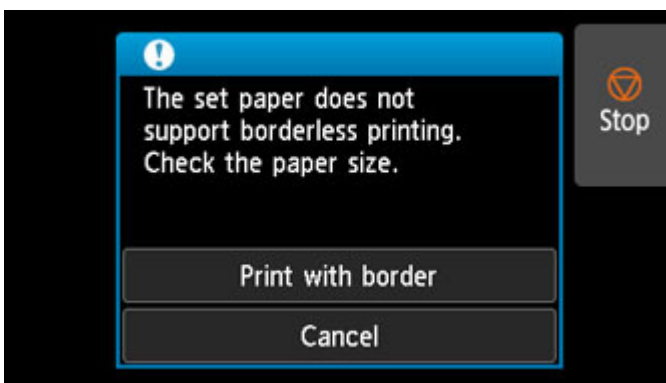 The set paper does not
support borderless printing.
Check the paper size.
Print with border
Cancel
Stop